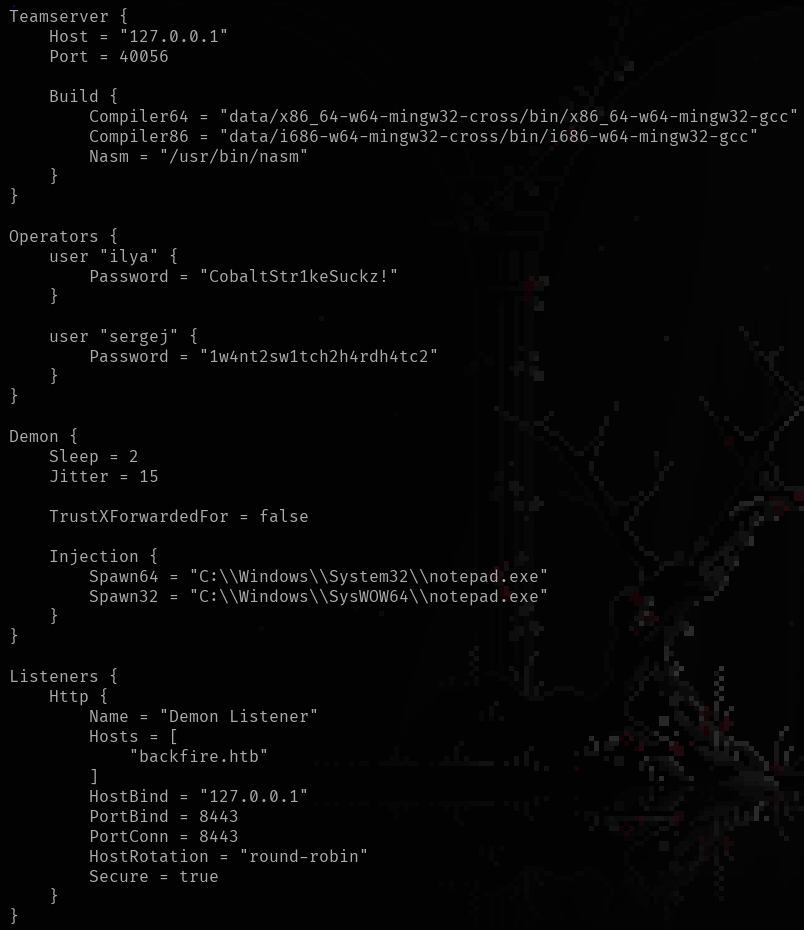 Teamserver {
    Host = "127.0.0.1"
    Port = 40056

    Build {
        Compiler64 = "data/x86_64-w64-mingw32-cross/bin/x86_64-w64-mingw32-gcc"
        Compiler86 = "data/i686-w64-mingw32-cross/bin/i686-w64-mingw32-gcc"
        Nasm = "/usr/bin/nasm"
    }
}

Operators {
    user "ilya" {
        Password = "CobaltStr1keSuckz!"
    }

    user "sergej" {
        Password = "1w4nt2sw1tch2h4rdh4tc2"
    }
}

Demon {
    Sleep = 2
    Jitter = 15

    TrustXForwardedFor = false

    Injection {
        Spawn64 = "C:\\Windows\\System32\\notepad.exe"
        Spawn32 = "C:\\Windows\\SysWOW64\\notepad.exe"
    }
}

Listeners {
    Http {
        Name = "Demon Listener"
        Hosts = [
            "backfire.htb"
        ]
        HostBind = "127.0.0.1"
        PortBind = 8443
        PortConn = 8443
        HostRotation = "round-robin"
        Secure = true
    }
}